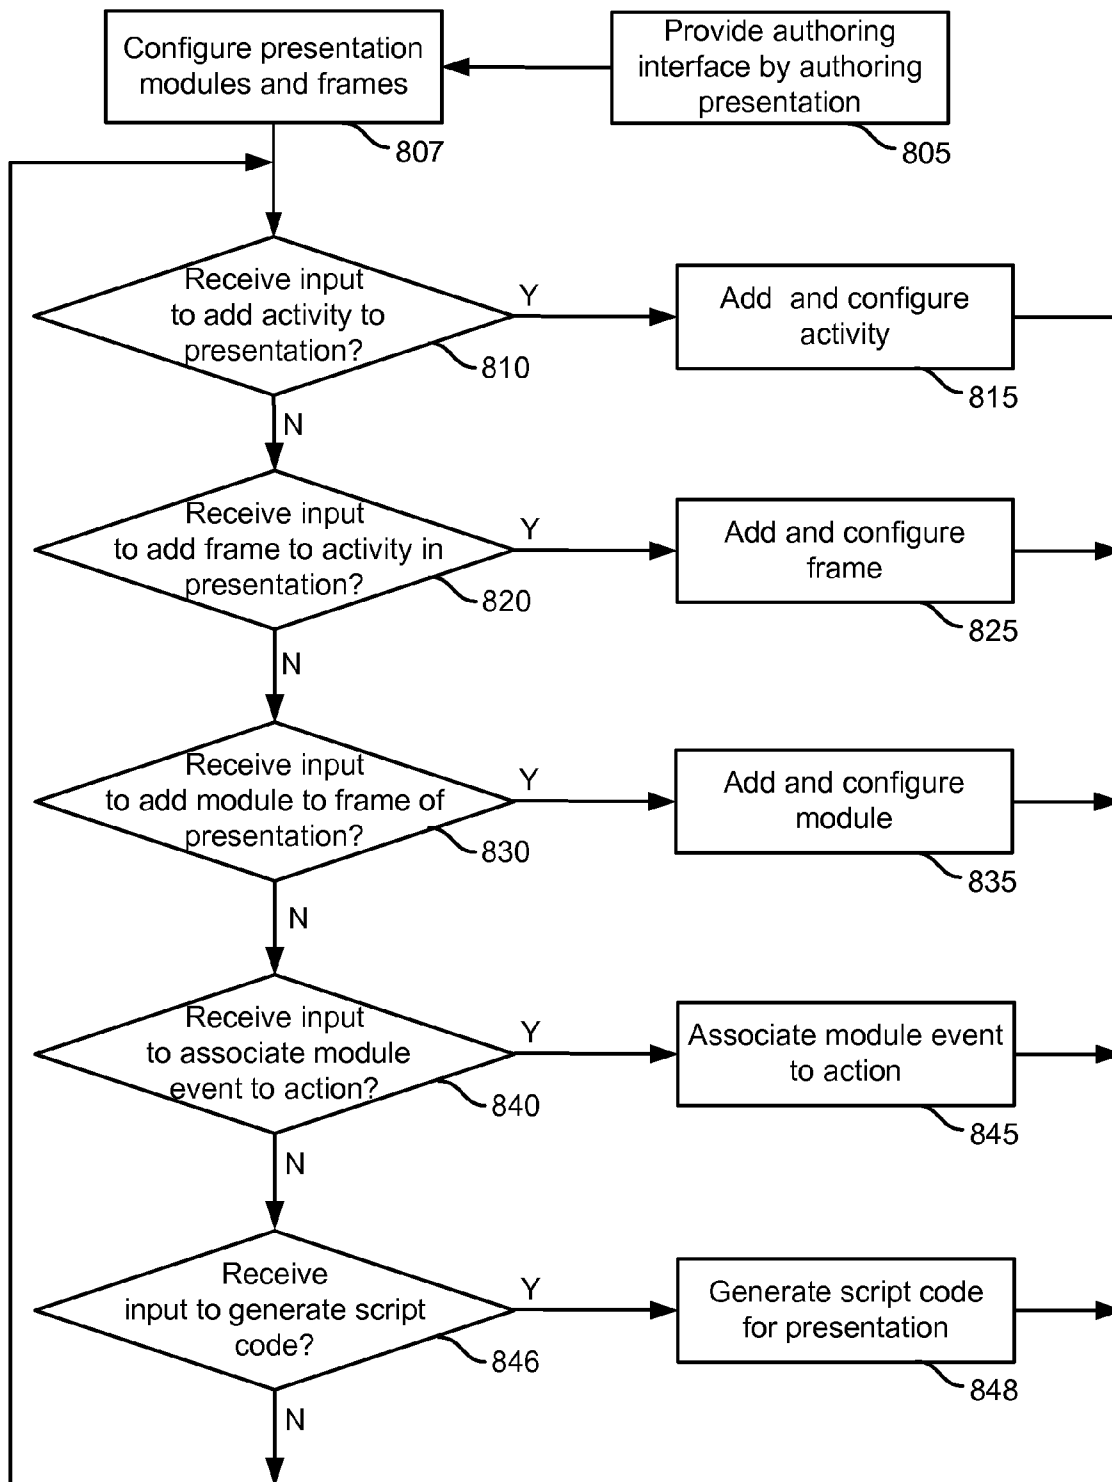 Configure presentation
modules and frames
807
Provide authoring
interface by authoring
presentation
805
Receive input
to add activity to
presentation?
810
Y
Add and configure
activity
815
N
Receive input
to add frame to activity in
presentation?
820
Y
Add and configure
frame
825
N
Receive input
to add module to frame of
presentation?
830
Y
Add and configure
module
835
N
Receive input
to associate module
event to action?
840
Y
Associate module event
to action
845
N
Receive
input to generate script
code?
846
Y
Generate script code
for presentation
848
N